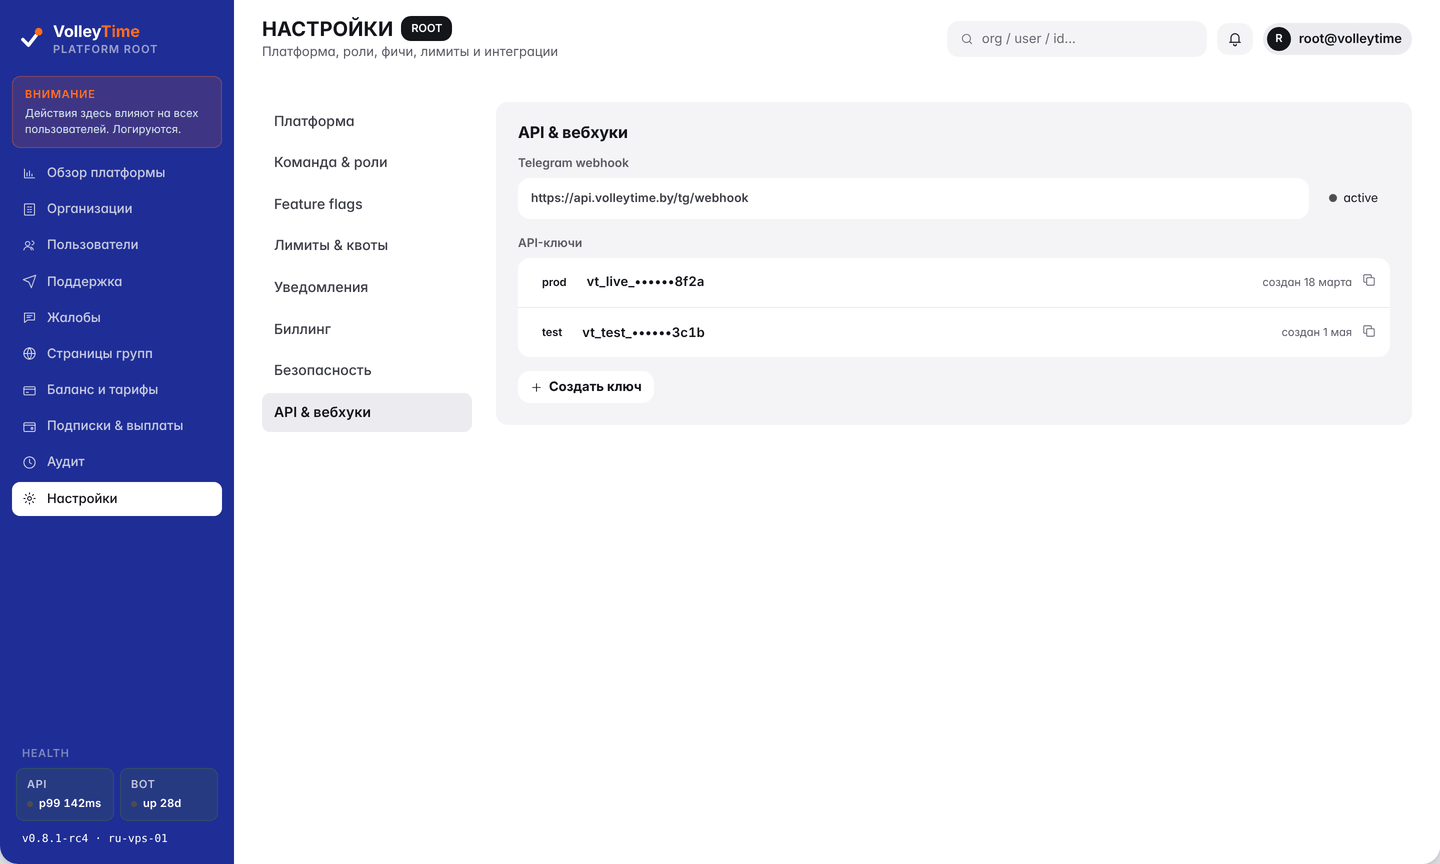 VolleyTime
PLATFORM ROOT
ВНИМАНИЕ
Действия здесь влияют на всех
пользователей. Логируются.
Обзор платформы
Организации
Пользователи
Поддержка
Жалобы
Страницы групп
Баланс и тарифы
Подписки & выплаты
Аудит
Настройки
HEALTH
API
p99 142ms
BOT
up 28d
v0.8.1-rc4 · ru-vps-01
НАСТРОЙКИ ROOT
Платформа, роли, фичи, лимиты и интеграции
org / user / id...
R root@volleytime
Платформа
Команда & роли
Feature flags
Лимиты & квоты
Уведомления
Биллинг
Безопасность
API & вебхуки
API & вебхуки
Telegram webhook
https://api.volleytime.by/tg/webhook
active
API-ключи
prod vt_live_••••••8f2a создан 18 марта
test vt_test_••••••3c1b создан 1 мая
+ Создать ключ